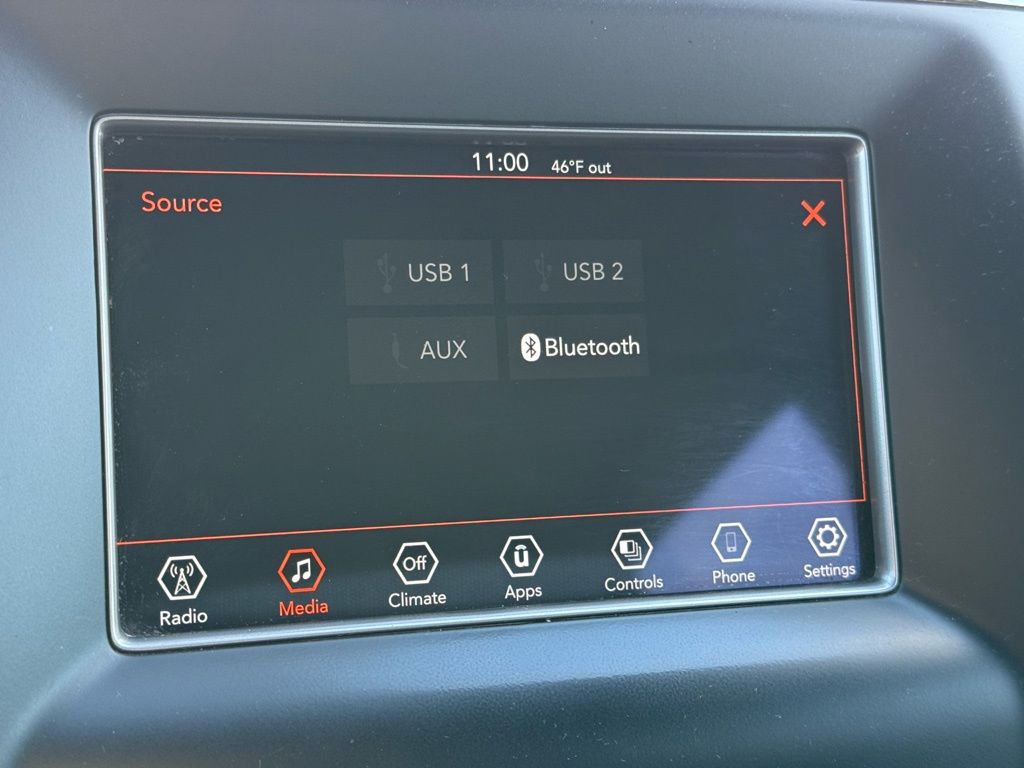 11:00 46°F out
Source
USB 1 USB 2
AUX Bluetooth
Off
Radio Media Climate Apps Controls Phone Settings